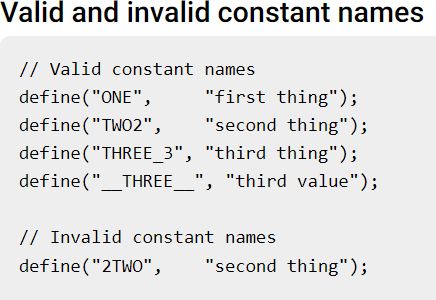 Valid and invalid constant names
// Valid constant names
define("ONE",     "first thing");
define("TWO2",    "second thing");
define("THREE_3", "third thing");
define("__THREE__", "third value");
// Invalid constant names
define("2TWO",    "second thing");